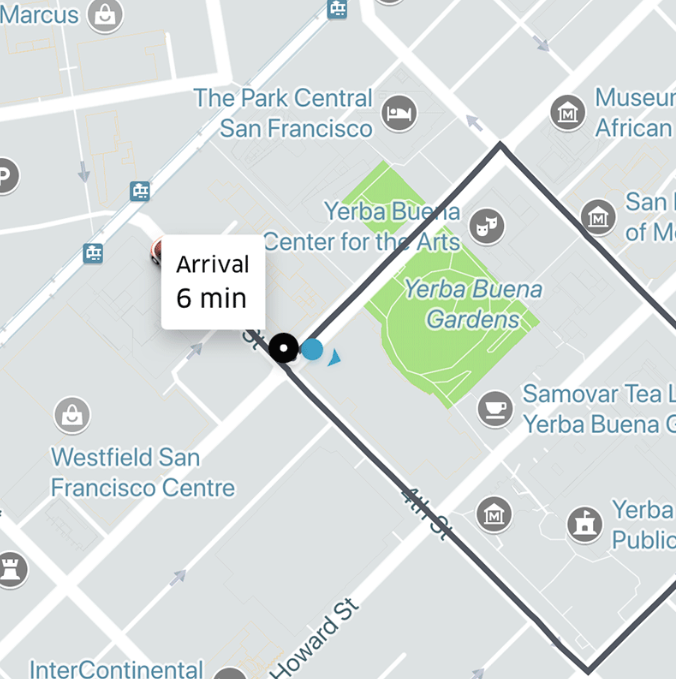 Marcus
The Park Central
San Francisco
Museum
African
P
M
San
of Mo
Yerba Buena
Center for the Arts
Yerba Buena
Gardens
Arrival
6 min
St
Samovar Tea L
Yerba Buena G
Westfield San
Francisco Centre
4th St
M
Yerba
Public
Howard St
InterContinental